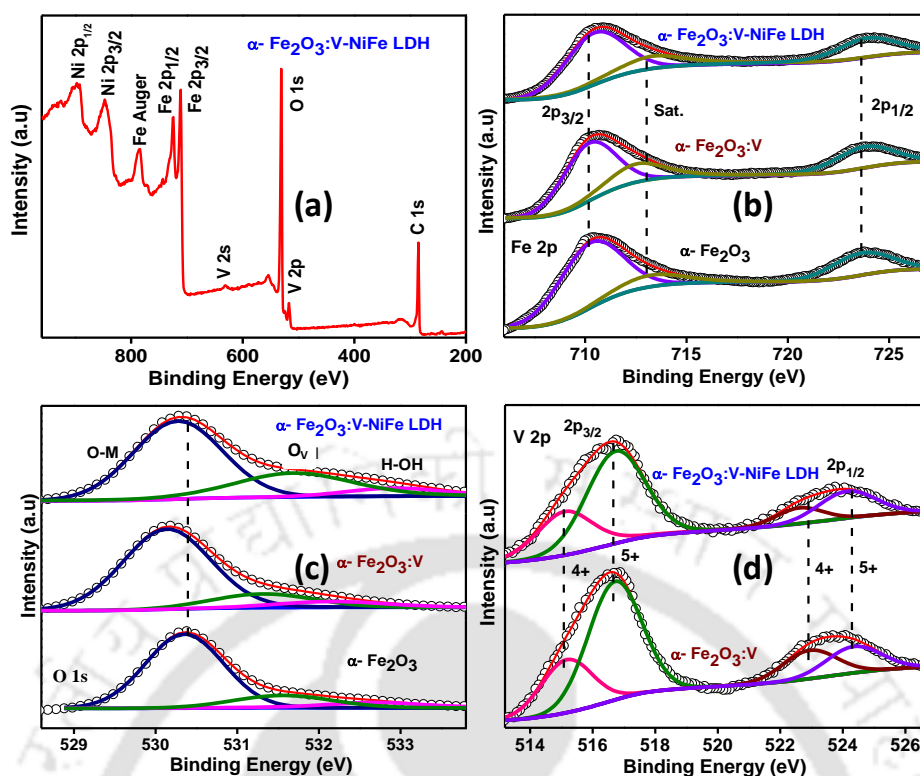 α- Fe2O3:V-NiFe LDH
Ni 2p1/2
Ni 2p3/2
Fe Auger
Fe 2p1/2
Fe 2p3/2
V 2s
O 1s
V 2p
C 1s
(a)
Intensity (a.u)
800 600 400 200
Binding Energy (eV)
α- Fe2O3:V-NiFe LDH
2p3/2 Sat. 2p1/2
α- Fe2O3:V
(b)
Fe 2p
α- Fe2O3
Intensity (a.u)
710 715 720 725
Binding Energy (eV)
α- Fe2O3:V-NiFe LDH
O-M OV H-OH
α- Fe2O3:V
(c)
α- Fe2O3
O 1s
Intensity (a.u)
529 530 531 532 533
Binding Energy (eV)
V 2p 2p3/2
α- Fe2O3:V-NiFe LDH 2p1/2
4+ 5+ (d) 4+ 5+
α- Fe2O3:V
Intensity (a.u)
514 516 518 520 522 524 526
Binding Energy (eV)